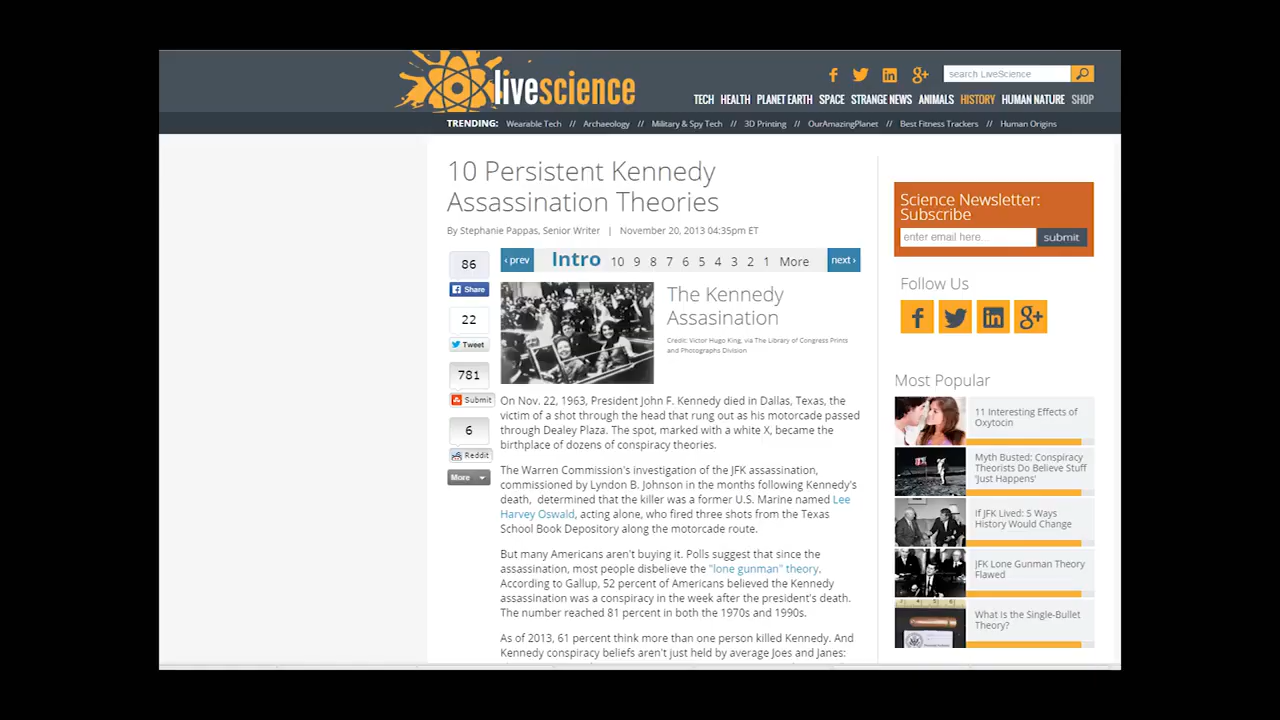 livescience
search LiveScience
TECH HEALTH PLANET EARTH SPACE STRANGE NEWS ANIMALS HISTORY HUMAN NATURE SHOP
TRENDING: Wearable Tech // Archaeology // Military & Spy Tech // 3D Printing // OurAmazingPlanet // Best Fitness Trackers // Human Origins
10 Persistent Kennedy
Assassination Theories
By Stephanie Pappas, Senior Writer | November 20, 2013 04:35pm ET
86
Share
22
Tweet
781
Submit
6
Reddit
More
‹ prev Intro 10 9 8 7 6 5 4 3 2 1 More next ›
The Kennedy
Assasination
Credit: Victor Hugo King, via The Library of Congress Prints
and Photographs Division
On Nov. 22, 1963, President John F. Kennedy died in Dallas, Texas, the
victim of a shot through the head that rung out as his motorcade passed
through Dealey Plaza. The spot, marked with a white X, became the
birthplace of dozens of conspiracy theories.
The Warren Commission's investigation of the JFK assassination,
commissioned by Lyndon B. Johnson in the months following Kennedy's
death, determined that the killer was a former U.S. Marine named Lee
Harvey Oswald, acting alone, who fired three shots from the Texas
School Book Depository along the motorcade route.
But many Americans aren't buying it. Polls suggest that since the
assassination, most people disbelieve the "lone gunman" theory.
According to Gallup, 52 percent of Americans believed the Kennedy
assassination was a conspiracy in the week after the president's death.
The number reached 81 percent in both the 1970s and 1990s.
As of 2013, 61 percent think more than one person killed Kennedy. And
Kennedy conspiracy beliefs aren't just held by average Joes and Janes:
Science Newsletter:
Subscribe
enter email here... submit
Follow Us
Most Popular
11 Interesting Effects of
Oxytocin
Myth Busted: Conspiracy
Theorists Do Believe Stuff
'Just Happens'
If JFK Lived: 5 Ways
History Would Change
JFK Lone Gunman Theory
Flawed
What is the Single-Bullet
Theory?